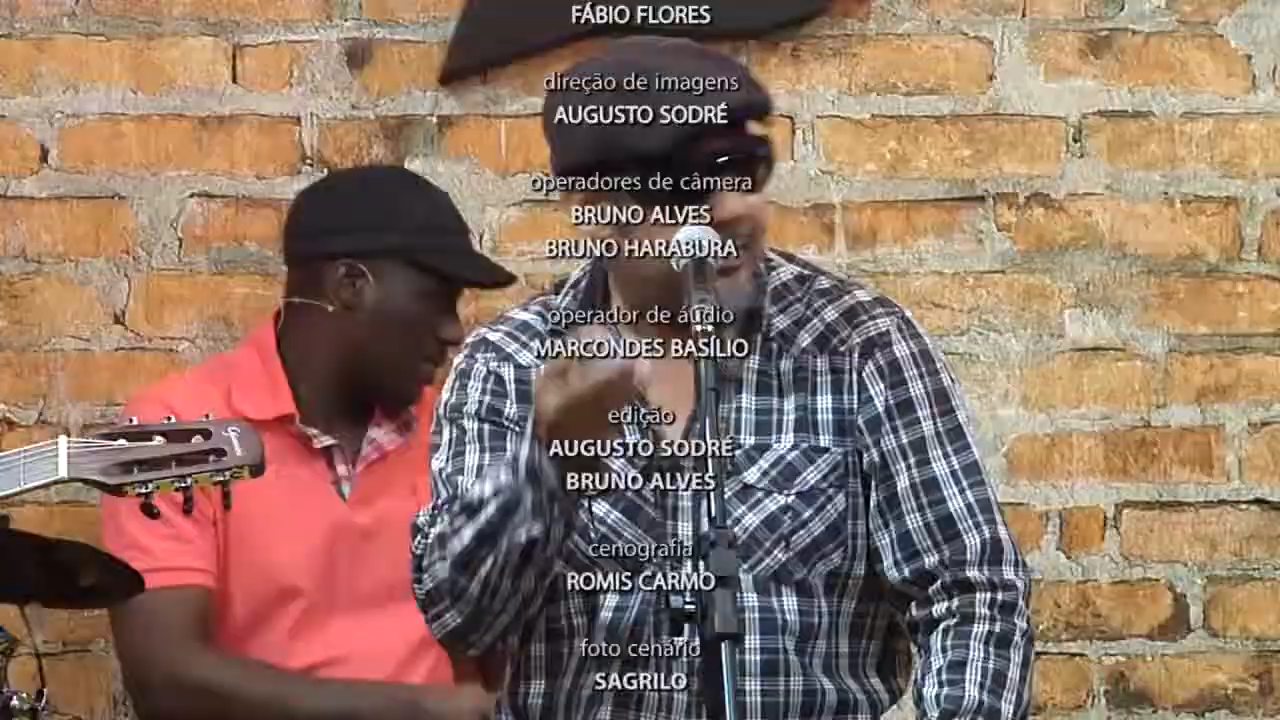 FÁBIO FLORES
direção de imagens
AUGUSTO SODRÉ
operadores de câmera
BRUNO ALVES
BRUNO HARABURA
operador de áudio
MARCONDES BASÍLIO
edição
AUGUSTO SODRÉ
BRUNO ALVES
cenografia
ROMIS CARMO
foto cenário
SAGRILO